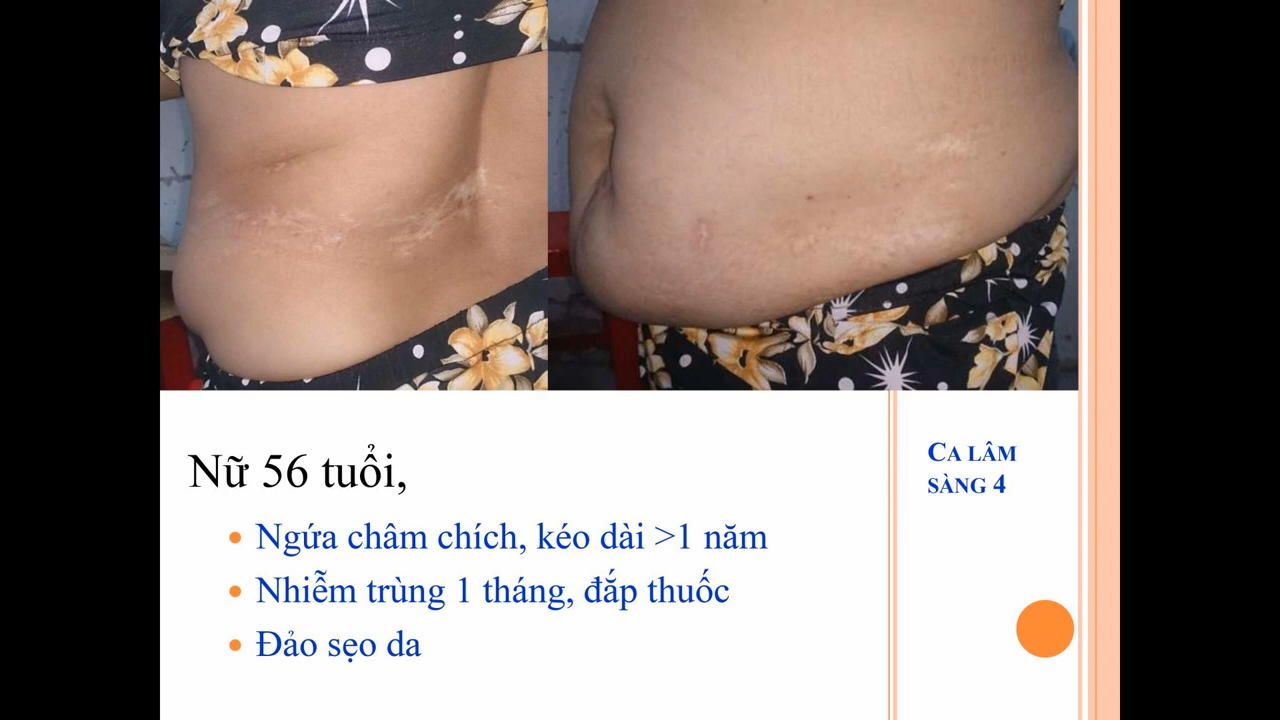 Nữ 56 tuổi,
Ngứa châm chích, kéo dài >1 năm
Nhiễm trùng 1 tháng, đắp thuốc
Đảo sẹo da
CA LÂM
SÀNG 4